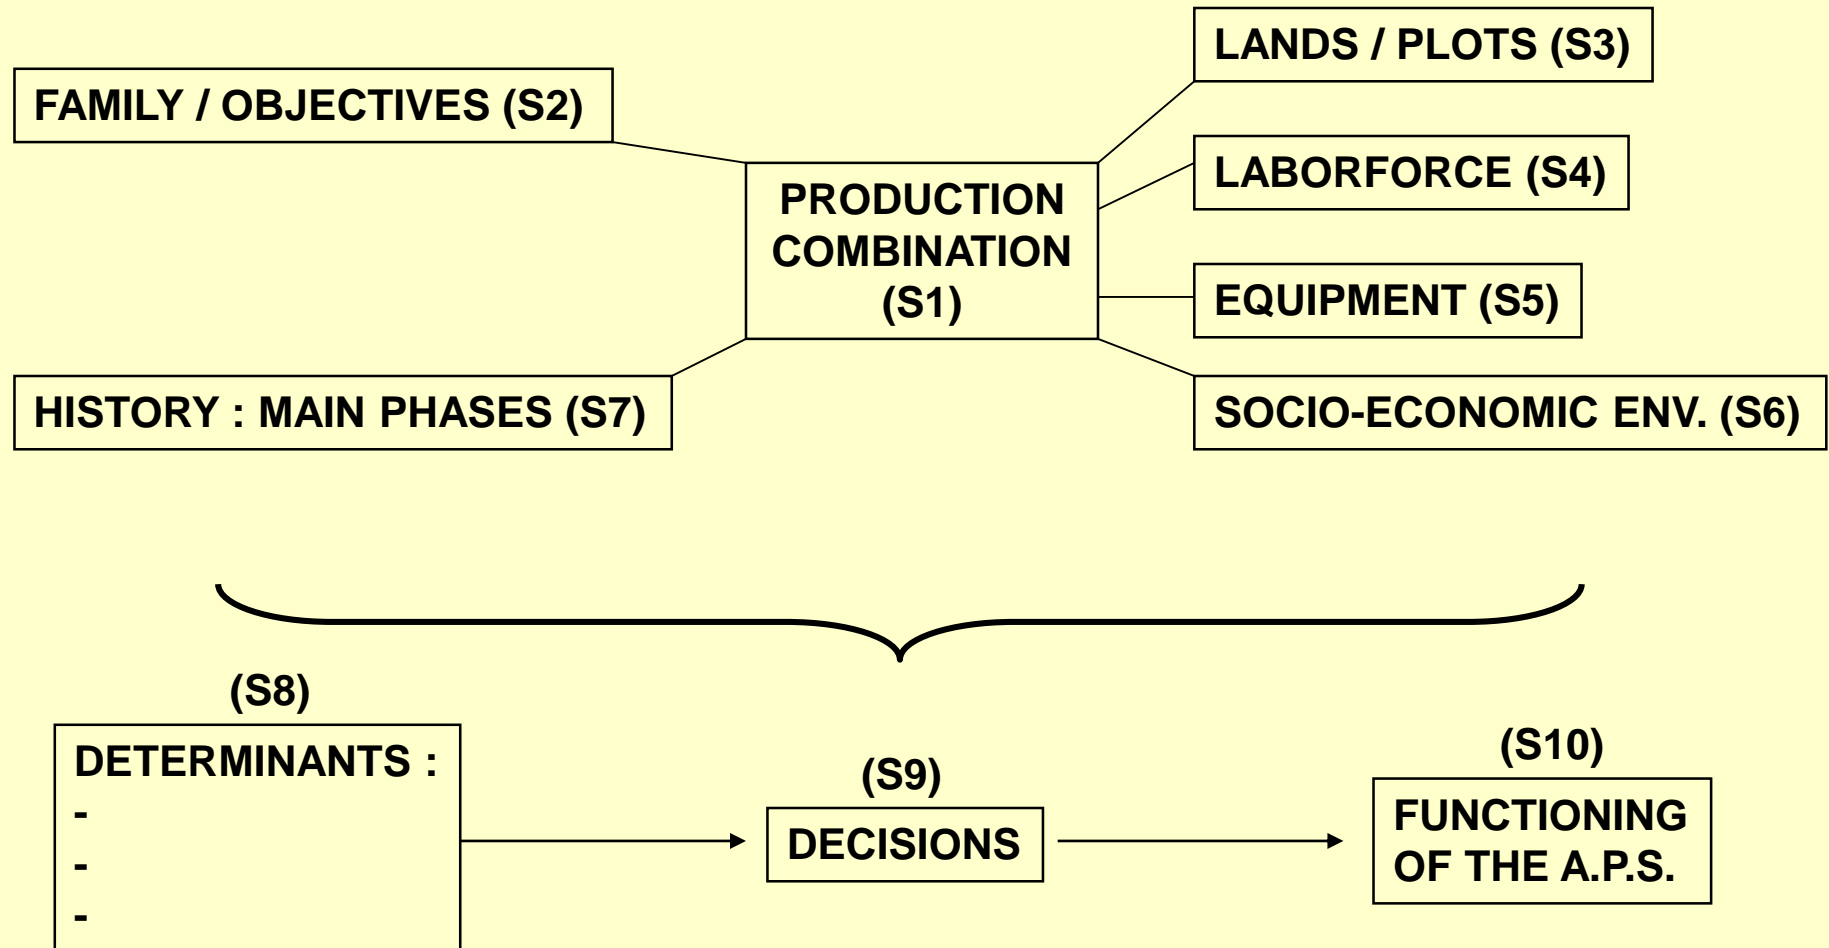 LANDS / PLOTS (S3)
FAMILY / OBJECTIVES (S2)
LABORFORCE (S4)
PRODUCTION
COMBINATION
(S1)
EQUIPMENT (S5)
HISTORY : MAIN PHASES (S7)
SOCIO-ECONOMIC ENV. (S6)
(S8)
DETERMINANTS :
-
-
-
(S9)
DECISIONS
(S10)
FUNCTIONING
OF THE A.P.S.